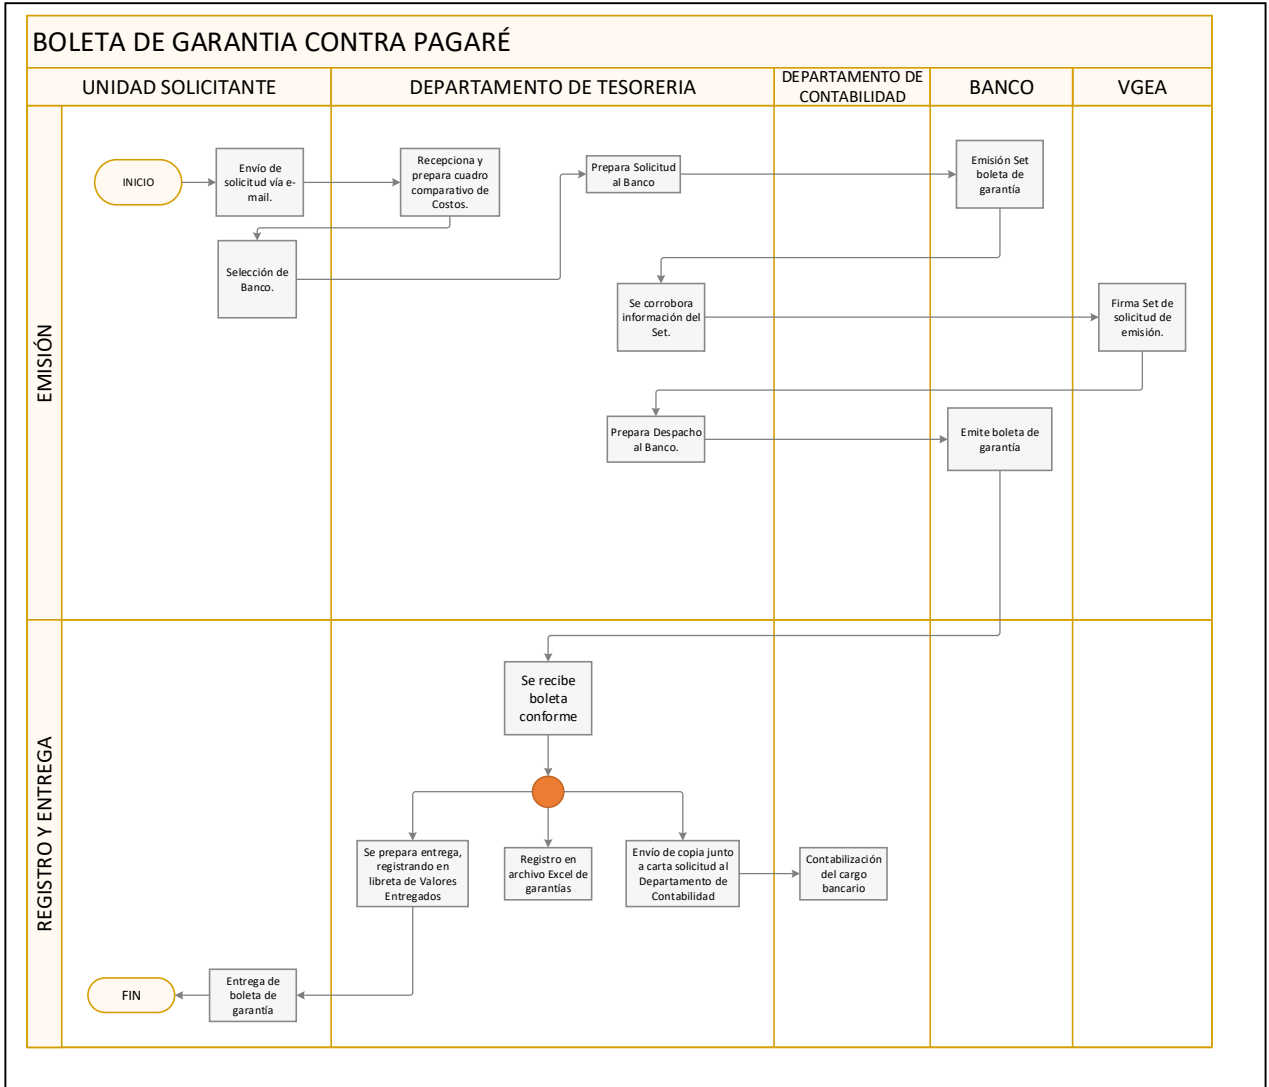 BOLETA DE GARANTIA CONTRA PAGARÉ
UNIDAD SOLICITANTE
DEPARTAMENTO DE TESORERIA
DEPARTAMENTO DE
CONTABILIDAD
BANCO
VGEA
EMISIÓN
INICIO
Envío de
solicitud vía e-
mail.
Recepciona y
prepara cuadro
comparativo de
Costos.
Prepara Solicitud
al Banco
Emisión Set
boleta de
garantía
Selección de
Banco.
Se corrobora
información del
Set.
Firma Set de
solicitud de
emisión.
Prepara Despacho
al Banco.
Emite boleta de
garantía
REGISTRO Y ENTREGA
Se recibe
boleta
conforme
Se prepara entrega,
registrando en
libreta de Valores
Entregados
Registro en
archivo Excel de
garantías
Envío de copia junto
a carta solicitud al
Departamento de
Contabilidad
Contabilización
del cargo
bancario
FIN
Entrega de
boleta de
garantía